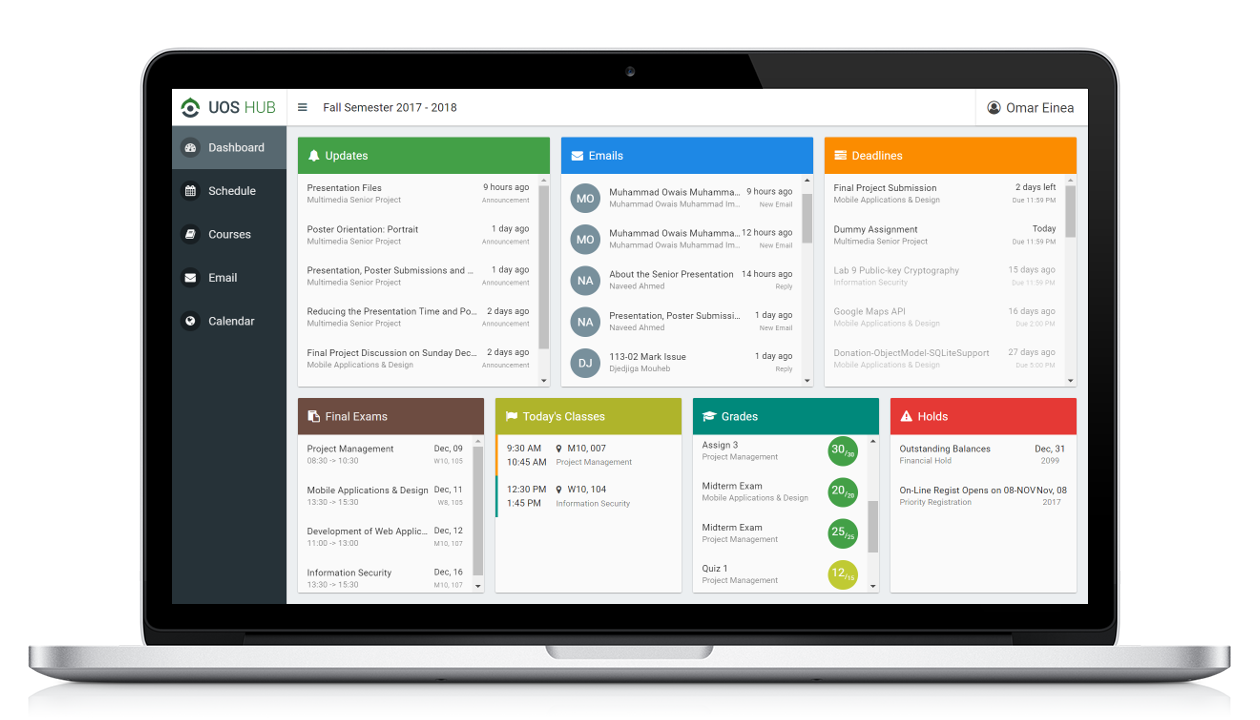 UOS HUB
Fall Semester 2017 - 2018
Omar Einea
Dashboard
Schedule
Courses
Email
Calendar
Updates
Presentation Files 9 hours ago
Multimedia Senior Project Announcement
Poster Orientation: Portrait 1 day ago
Multimedia Senior Project Announcement
Presentation, Poster Submissions and ... 1 day ago
Multimedia Senior Project Announcement
Reducing the Presentation Time and Po... 2 days ago
Multimedia Senior Project Announcement
Final Project Discussion on Sunday Dec... 2 days ago
Mobile Applications & Design Announcement
Emails
MO Muhammad Owais Muhamma... 9 hours ago
Muhammad Owais Muhammad Im... New Email
MO Muhammad Owais Muhamma... 12 hours ago
Muhammad Owais Muhammad Im... New Email
NA About the Senior Presentation 14 hours ago
Naveed Ahmed Reply
NA Presentation, Poster Submissi... 1 day ago
Naveed Ahmed New Email
DJ 113-02 Mark Issue 1 day ago
Djedjiga Mouheb Reply
Deadlines
Final Project Submission 2 days left
Mobile Applications & Design Due 11:59 PM
Dummy Assignment Today
Multimedia Senior Project Due 11:59 PM
Lab 9 Public-key Cryptography 15 days ago
Information Security Due 11:59 PM
Google Maps API 16 days ago
Mobile Applications & Design Due 2:00 PM
Donation-ObjectModel-SQLiteSupport 27 days ago
Mobile Applications & Design Due 5:00 PM
Final Exams
Project Management Dec, 09
08:30 -> 10:30 W10, 105
Mobile Applications & Design Dec, 11
13:30 -> 15:30 W8, 105
Development of Web Applic... Dec, 12
11:00 -> 13:00 M10, 107
Information Security Dec, 16
13:30 -> 15:30 M10, 107
Today's Classes
9:30 AM M10, 007
10:45 AM Project Management
12:30 PM W10, 104
1:45 PM Information Security
Grades
Assign 3 30/30
Project Management
Midterm Exam 20/20
Mobile Applications & Design
Midterm Exam 25/25
Project Management
Quiz 1 12/15
Project Management
Holds
Outstanding Balances Dec, 31
Financial Hold 2099
On-Line Regist Opens on 08-NOV Nov, 08
Priority Registration 2017